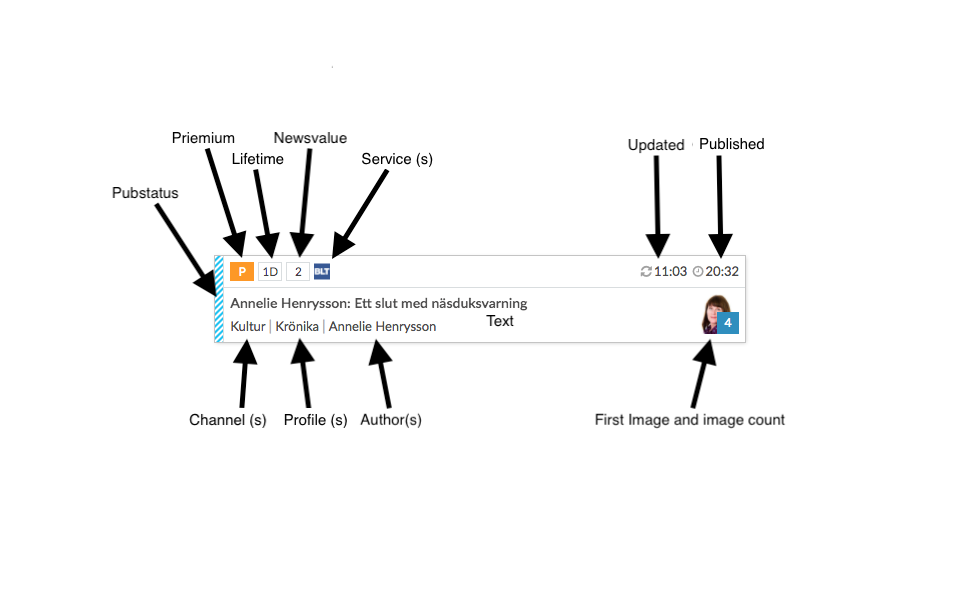 Priemium
Newsvalue
Lifetime
Service (s)
Updated
Published
Pubstatus
P 1D 2 BLT
11:03 20:32
Annelie Henrysson: Ett slut med näsduksvarning
Text
Kultur | Krönika | Annelie Henrysson
4
Channel (s)
Profile (s)
Author(s)
First Image and image count